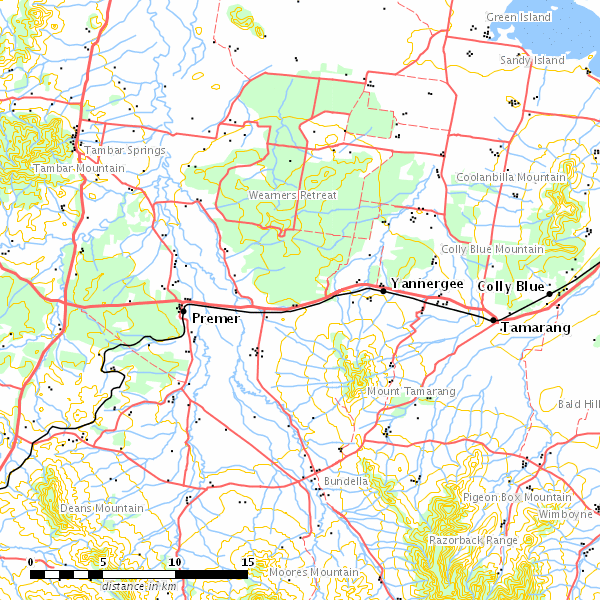 Green Island
Sandy Island
Tambar Springs
Tambar Mountain
Coolanbilla Mountain
Wearners Retreat
Colly Blue Mountain
Yannergee
Colly Blue
Premer
Tamarang
Mount Tamarang
Bald Hill
Bundella
Pigeon Box Mountain
Deans Mountain
Wimboyne
Razorback Range
0 5 10 15
Moores Mountain
distance in km